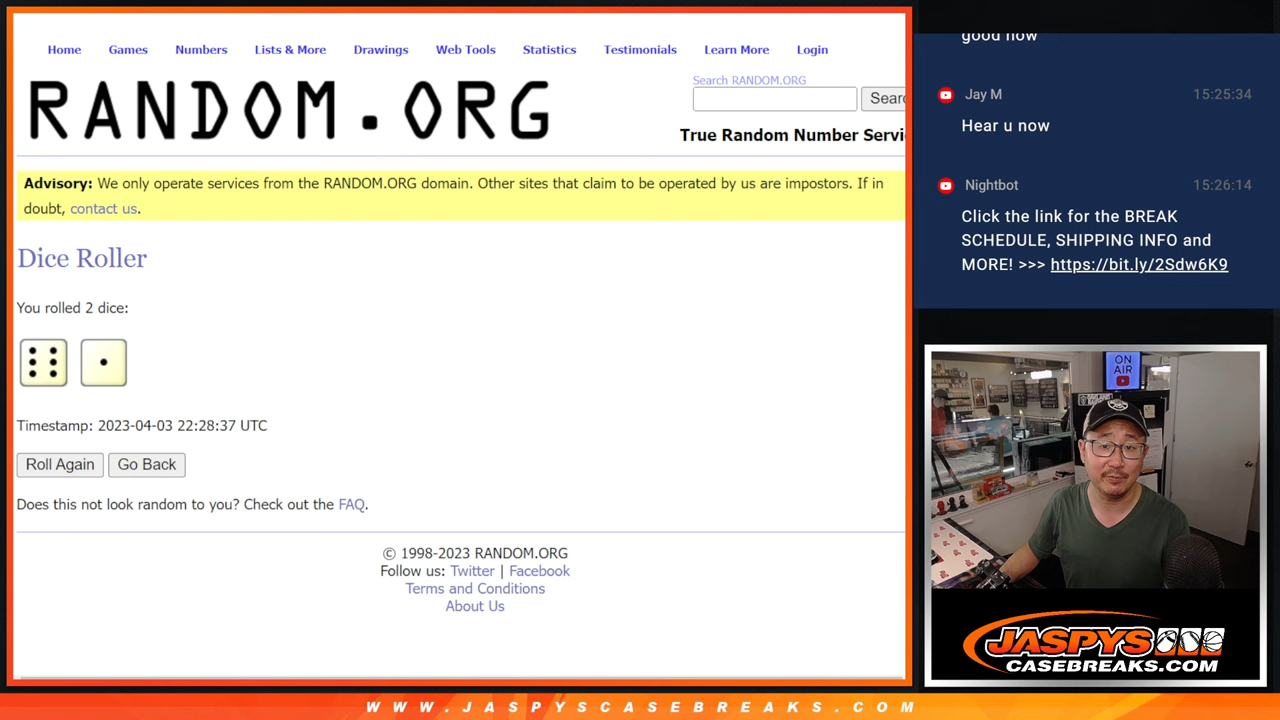 Home Games Numbers Lists & More Drawings Web Tools Statistics Testimonials Learn More Login
RANDOM.ORG
Search RANDOM.ORG
Searc
True Random Number Servi
Advisory: We only operate services from the RANDOM.ORG domain. Other sites that claim to be operated by us are impostors. If in
doubt, contact us.
Dice Roller
You rolled 2 dice:
Timestamp: 2023-04-03 22:28:37 UTC
Roll Again Go Back
Does this not look random to you? Check out the FAQ.
© 1998-2023 RANDOM.ORG
Follow us: Twitter | Facebook
Terms and Conditions
About Us
good now
Jay M 15:25:34
Hear u now
Nightbot 15:26:14
Click the link for the BREAK
SCHEDULE, SHIPPING INFO and
MORE! >>> https://bit.ly/2Sdw6K9
ON
AIR
JASPYS
CASEBREAKS.COM
WWW.JASPYSCASEBREAKS.COM